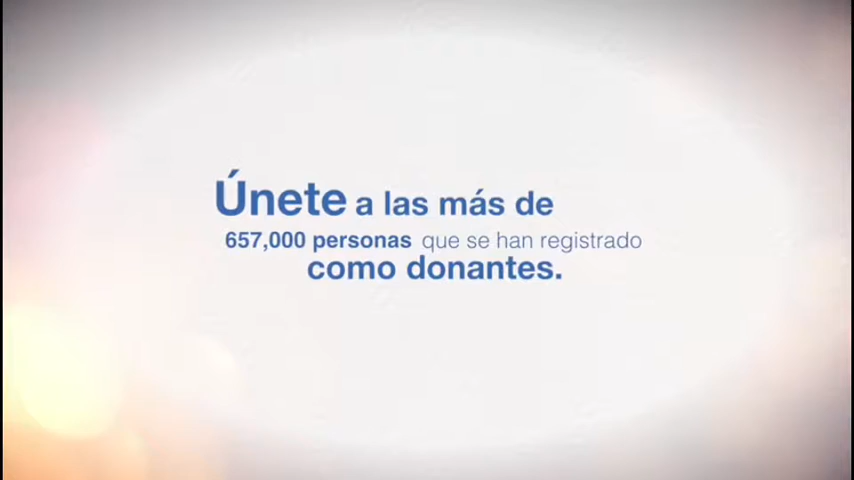 Únete a las más de
657,000 personas que se han registrado
como donantes.